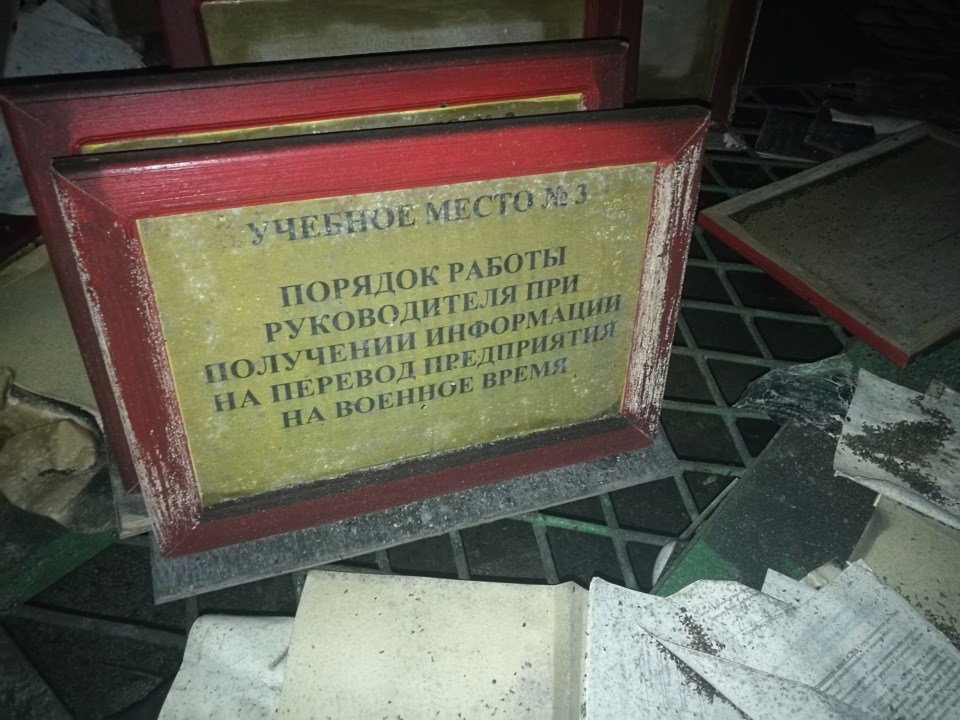 УЧЕБНОЕ МЕСТО № 3
ПОРЯДОК РАБОТЫ
РУКОВОДИТЕЛЯ ПРИ
ПОЛУЧЕНИИ ИНФОРМАЦИИ
НА ПЕРЕВОД ПРЕДПРИЯТИЯ
НА ВОЕННОЕ ВРЕМЯ